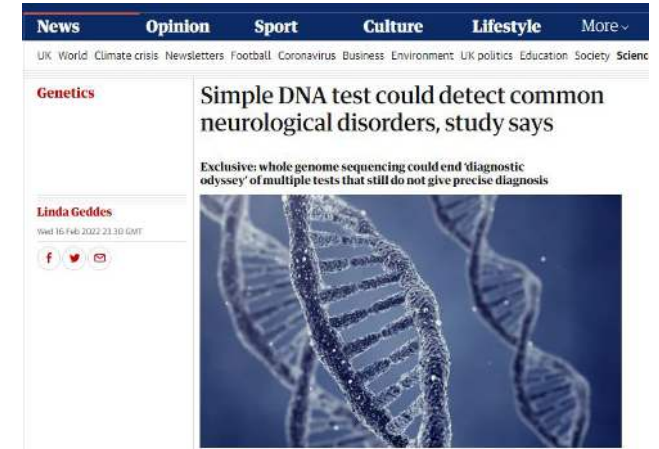 News Opinion Sport Culture Lifestyle More
UK World Climate crisis Newsletters Football Coronavirus Business Environment UK politics Education Society Scienc
Genetics
Simple DNA test could detect common
neurological disorders, study says
Exclusive: whole genome sequencing could end ‘diagnostic
odyssey’ of multiple tests that still do not give precise diagnosis
Linda Geddes
Wed 16 Feb 2022 23.30 GMT